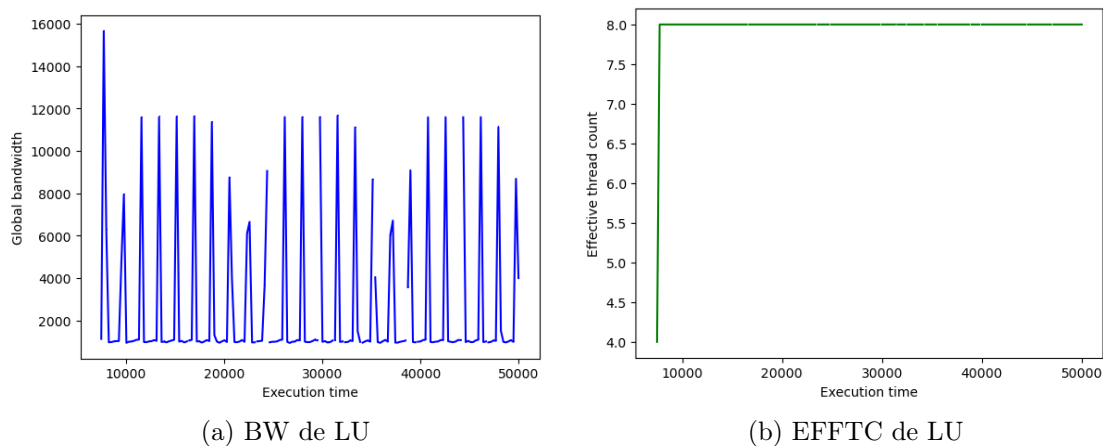 16000
14000
12000
10000
8000
6000
4000
2000
Global bandwidth
10000 20000 30000 40000 50000
Execution time
(a) BW de LU
8.0
7.5
7.0
6.5
6.0
5.5
5.0
4.5
4.0
Effective thread count
10000 20000 30000 40000 50000
Execution time
(b) EFFTC de LU